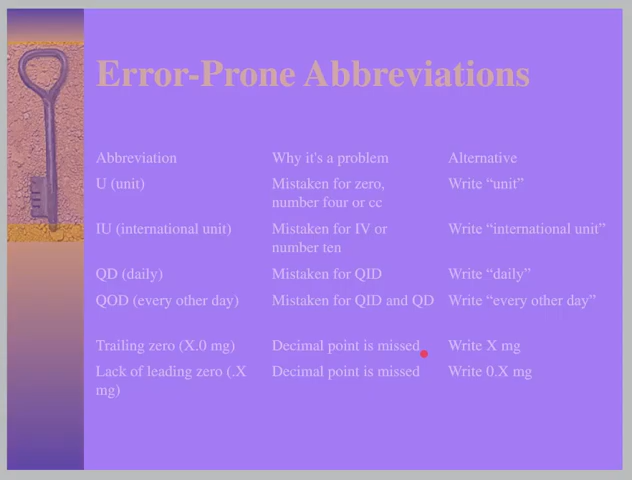 Error-Prone Abbreviations
Abbreviation Why it's a problem Alternative
U (unit) Mistaken for zero, Write “unit”
number four or cc
IU (international unit) Mistaken for IV or Write “international unit”
number ten
QD (daily) Mistaken for QID Write “daily”
QOD (every other day) Mistaken for QID and QD Write “every other day”
Trailing zero (X.0 mg) Decimal point is missed Write X mg
Lack of leading zero (.X Decimal point is missed Write 0.X mg
mg)